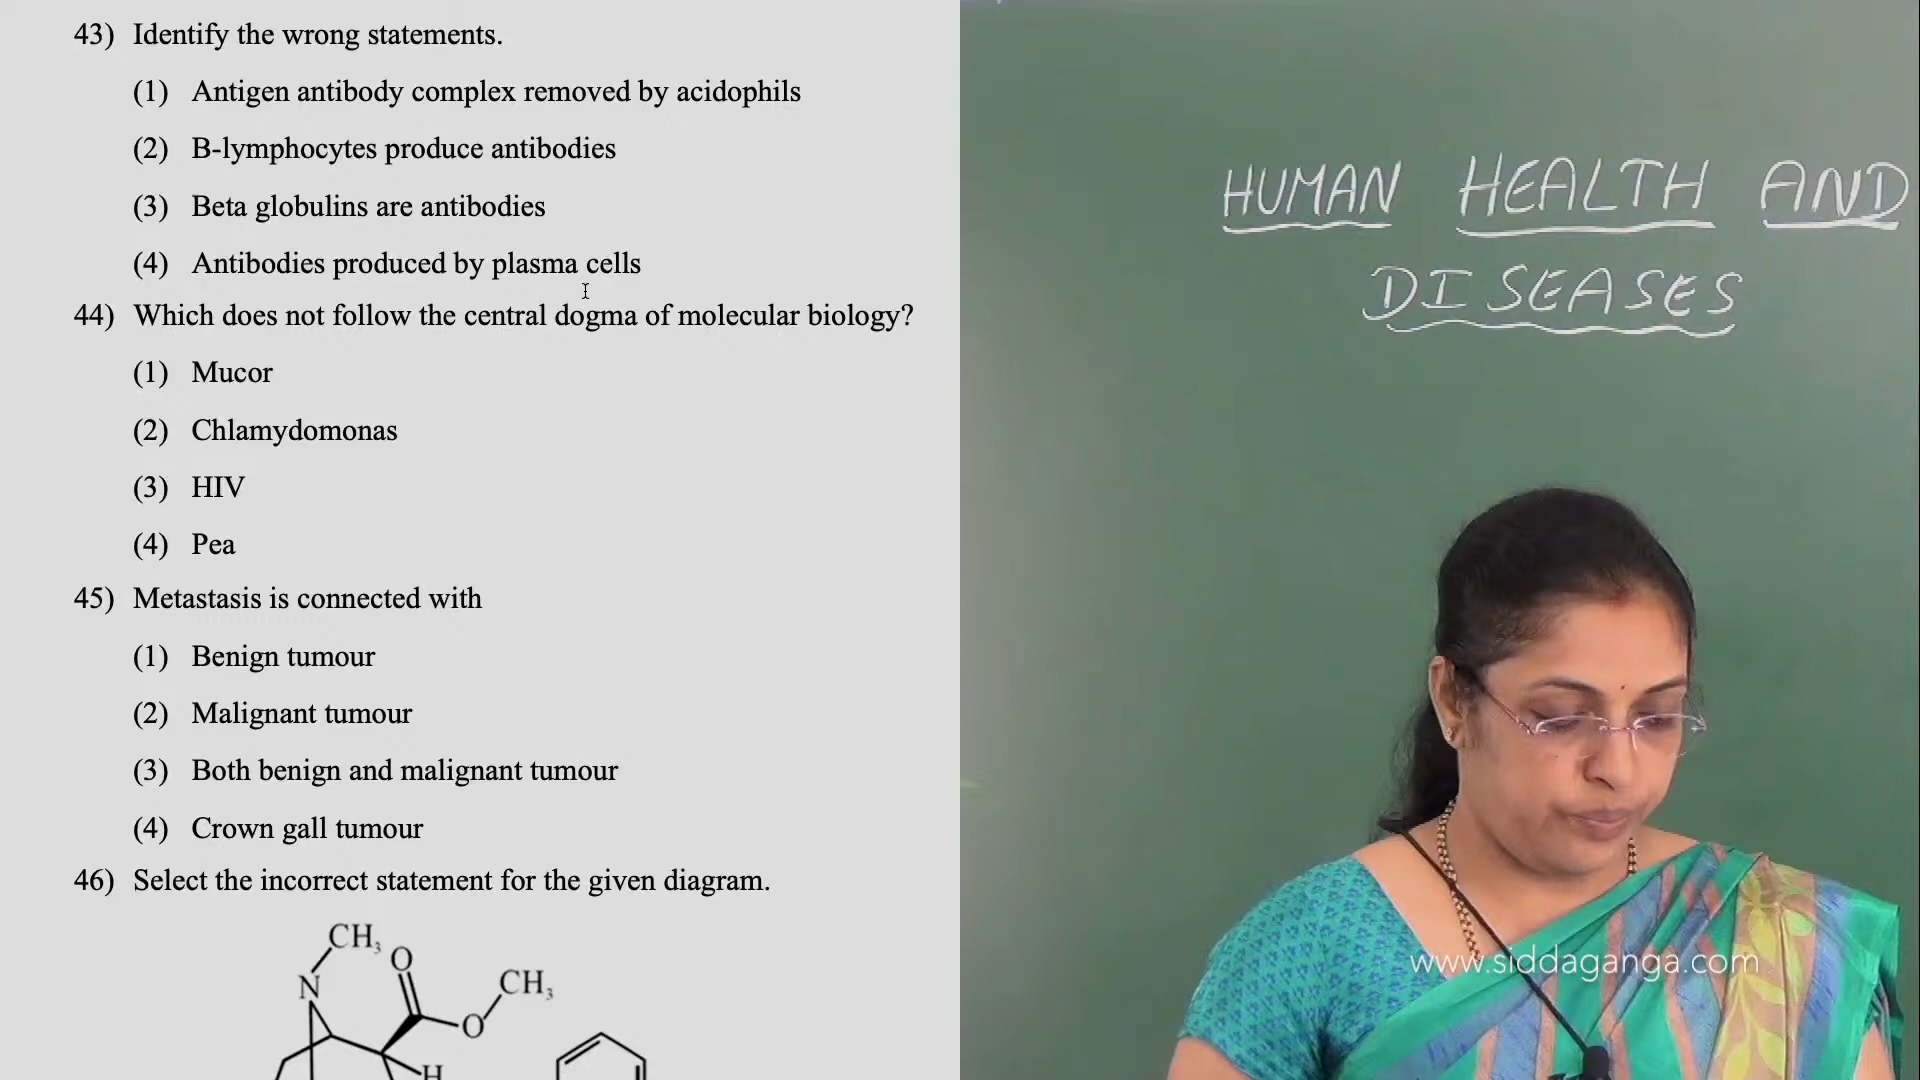 43) Identify the wrong statements.
(1) Antigen antibody complex removed by acidophils
(2) B-lymphocytes produce antibodies
(3) Beta globulins are antibodies
(4) Antibodies produced by plasma cells
44) Which does not follow the central dogma of molecular biology?
(1) Mucor
(2) Chlamydomonas
(3) HIV
(4) Pea
45) Metastasis is connected with
(1) Benign tumour
(2) Malignant tumour
(3) Both benign and malignant tumour
(4) Crown gall tumour
46) Select the incorrect statement for the given diagram.
CH₃
O
N
CH₃
O
H
HUMAN HEALTH AND
DISEASES
www.siddaganga.com